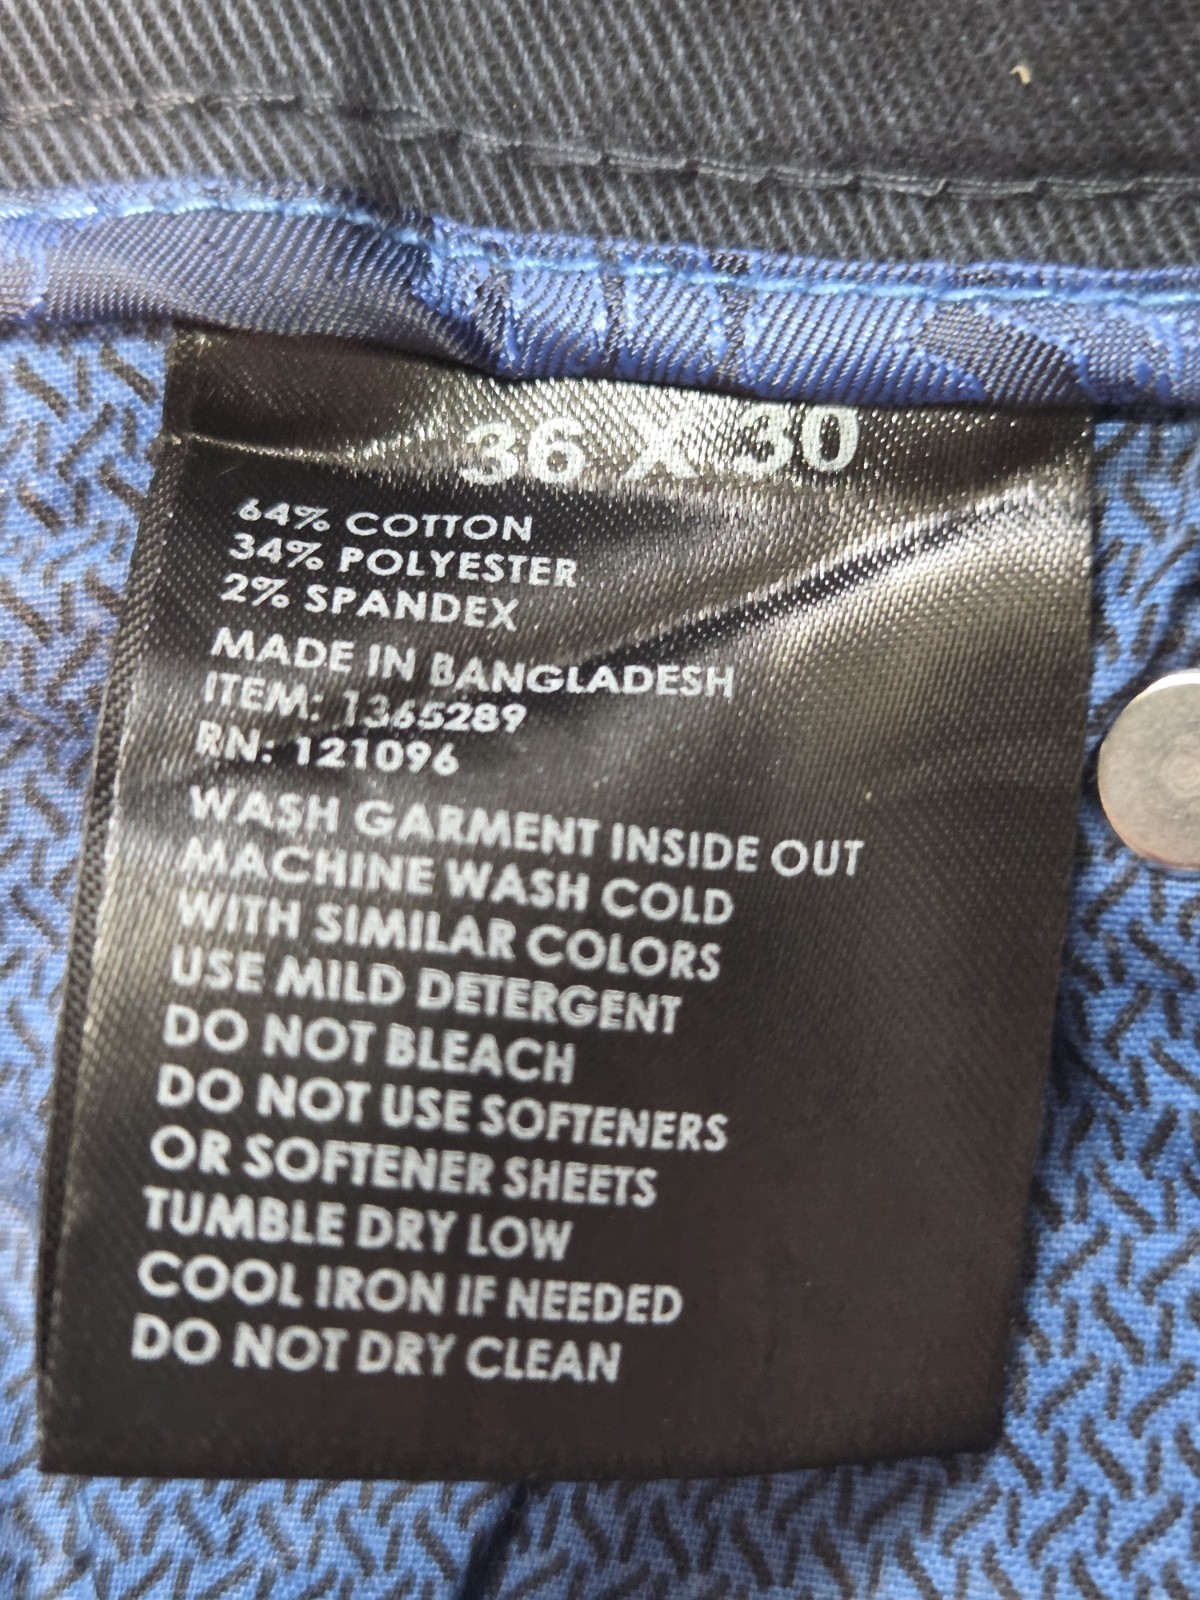 36 X 30
64% COTTON
34% POLYESTER
2% SPANDEX
MADE IN BANGLADESH
ITEM: 1365289
RN: 121096
WASH GARMENT INSIDE OUT
MACHINE WASH COLD
WITH SIMILAR COLORS
USE MILD DETERGENT
DO NOT BLEACH
DO NOT USE SOFTENERS
OR SOFTENER SHEETS
TUMBLE DRY LOW
COOL IRON IF NEEDED
DO NOT DRY CLEAN